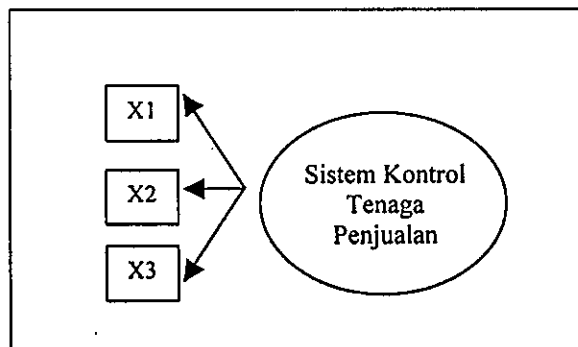 X1
X2
X3
Sistem Kontrol
Tenaga
Penjualan